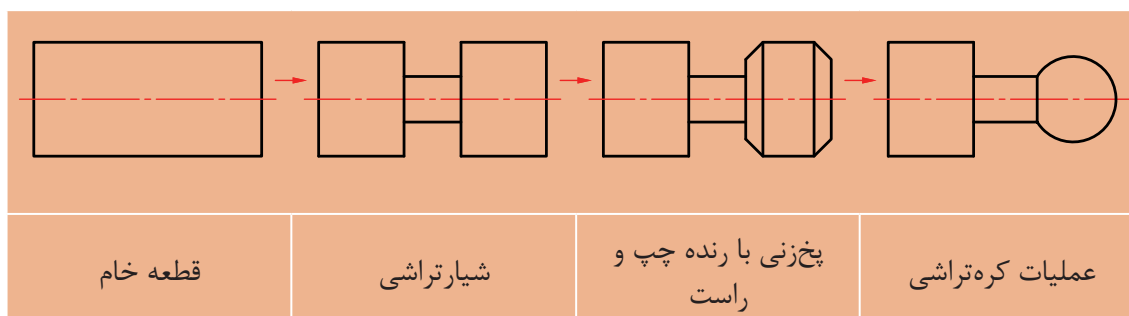 قطعه خام
شیارتراشی
پخ‌زنی با رنده چپ و
راست
عملیات کره‌تراشی